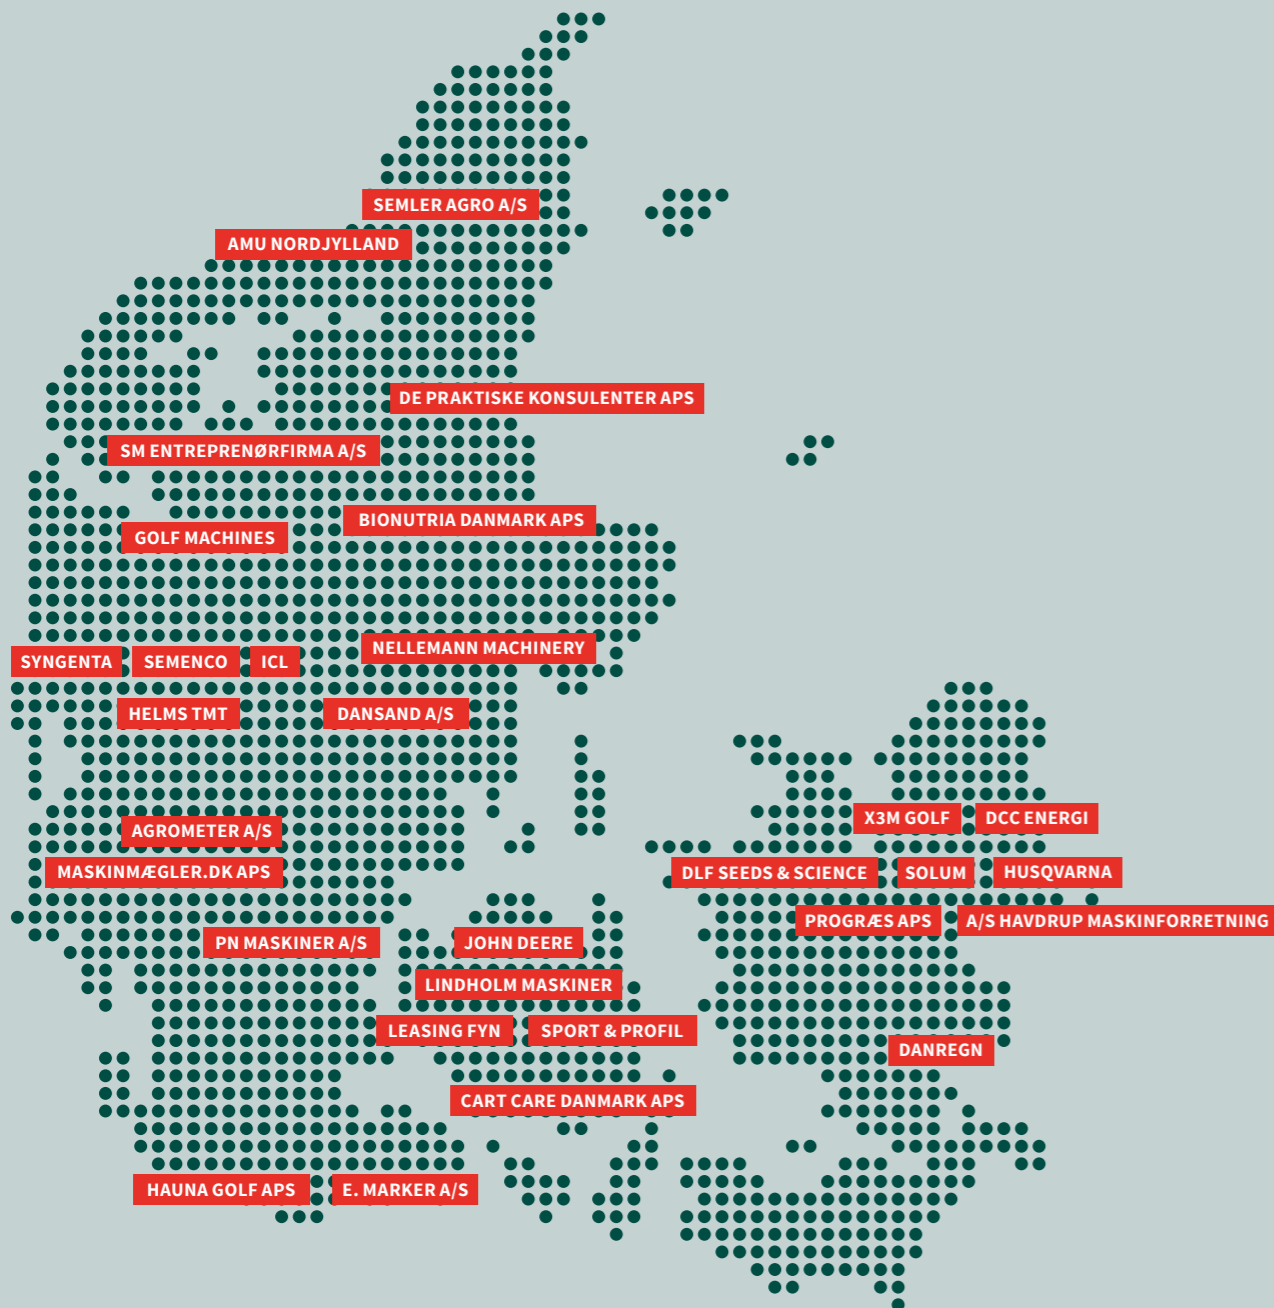 SEMLER AGRO A/S
AMU NORDJYLLAND
DE PRAKTISKE KONSULENTER APS
SM ENTREPRENØRFIRMA A/S
BIONUTRIA DANMARK APS
GOLF MACHINES
NELLEMANN MACHINERY
SYNGENTA SEMENCO ICL
HELMS TMT DANSAND A/S
X3M GOLF DCC ENERGI
AGROMETER A/S
MASKINMÆGLER.DK APS DLF SEEDS & SCIENCE SOLUM HUSQVARNA
PROGRÆS APS A/S HAVDRUP MASKINFORRETNING
PN MASKINER A/S JOHN DEERE
LINDHOLM MASKINER
LEASING FYN SPORT & PROFIL
DANREGN
CART CARE DANMARK APS
HAUNA GOLF APS E. MARKER A/S